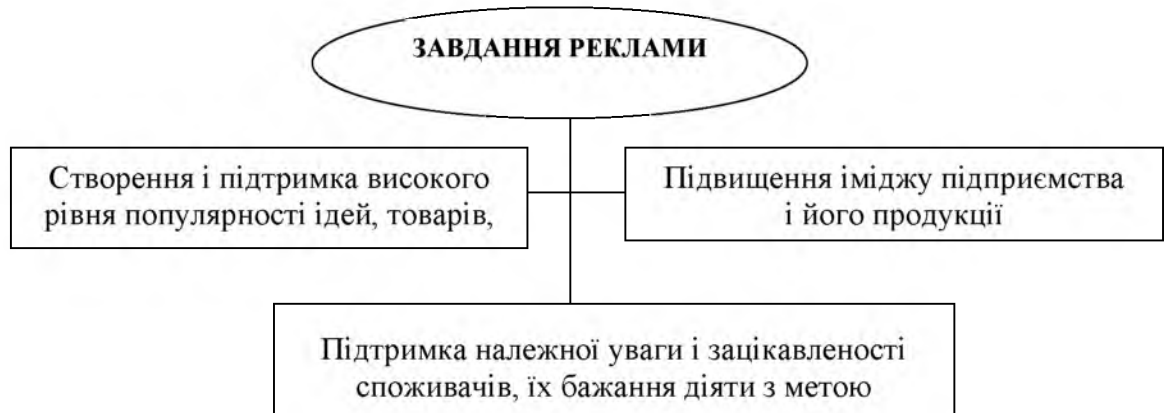 ЗАВДАННЯ РЕКЛАМИ
Створення і підтримка високого
рівня популярності ідей, товарів,
Підвищення іміджу підприємства
і його продукції
Підтримка належної уваги і зацікавленості
споживачів, їх бажання діяти з метою